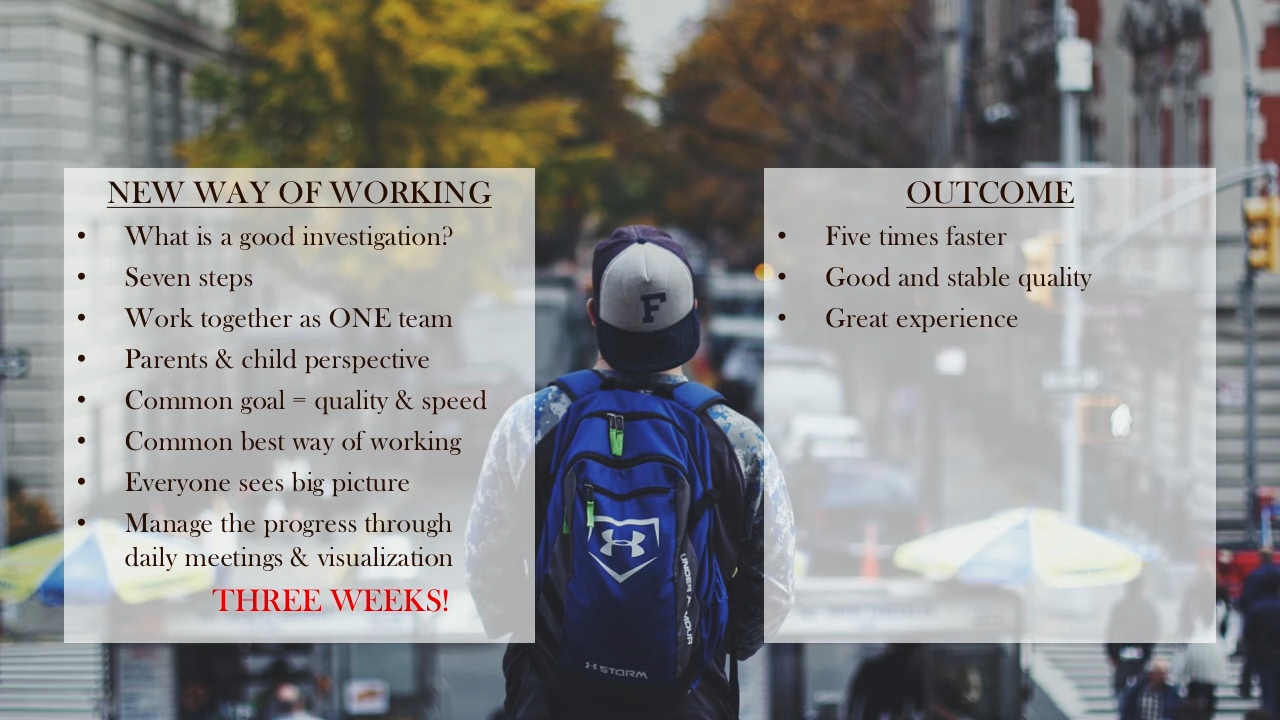 NEW WAY OF WORKING
• What is a good investigation?
• Seven steps
• Work together as ONE team
• Parents & child perspective
• Common goal = quality & speed
• Common best way of working
• Everyone sees big picture
• Manage the progress through
daily meetings & visualization
THREE WEEKS!
F
UNDER ARMOUR
STORM
OUTCOME
• Five times faster
• Good and stable quality
• Great experience